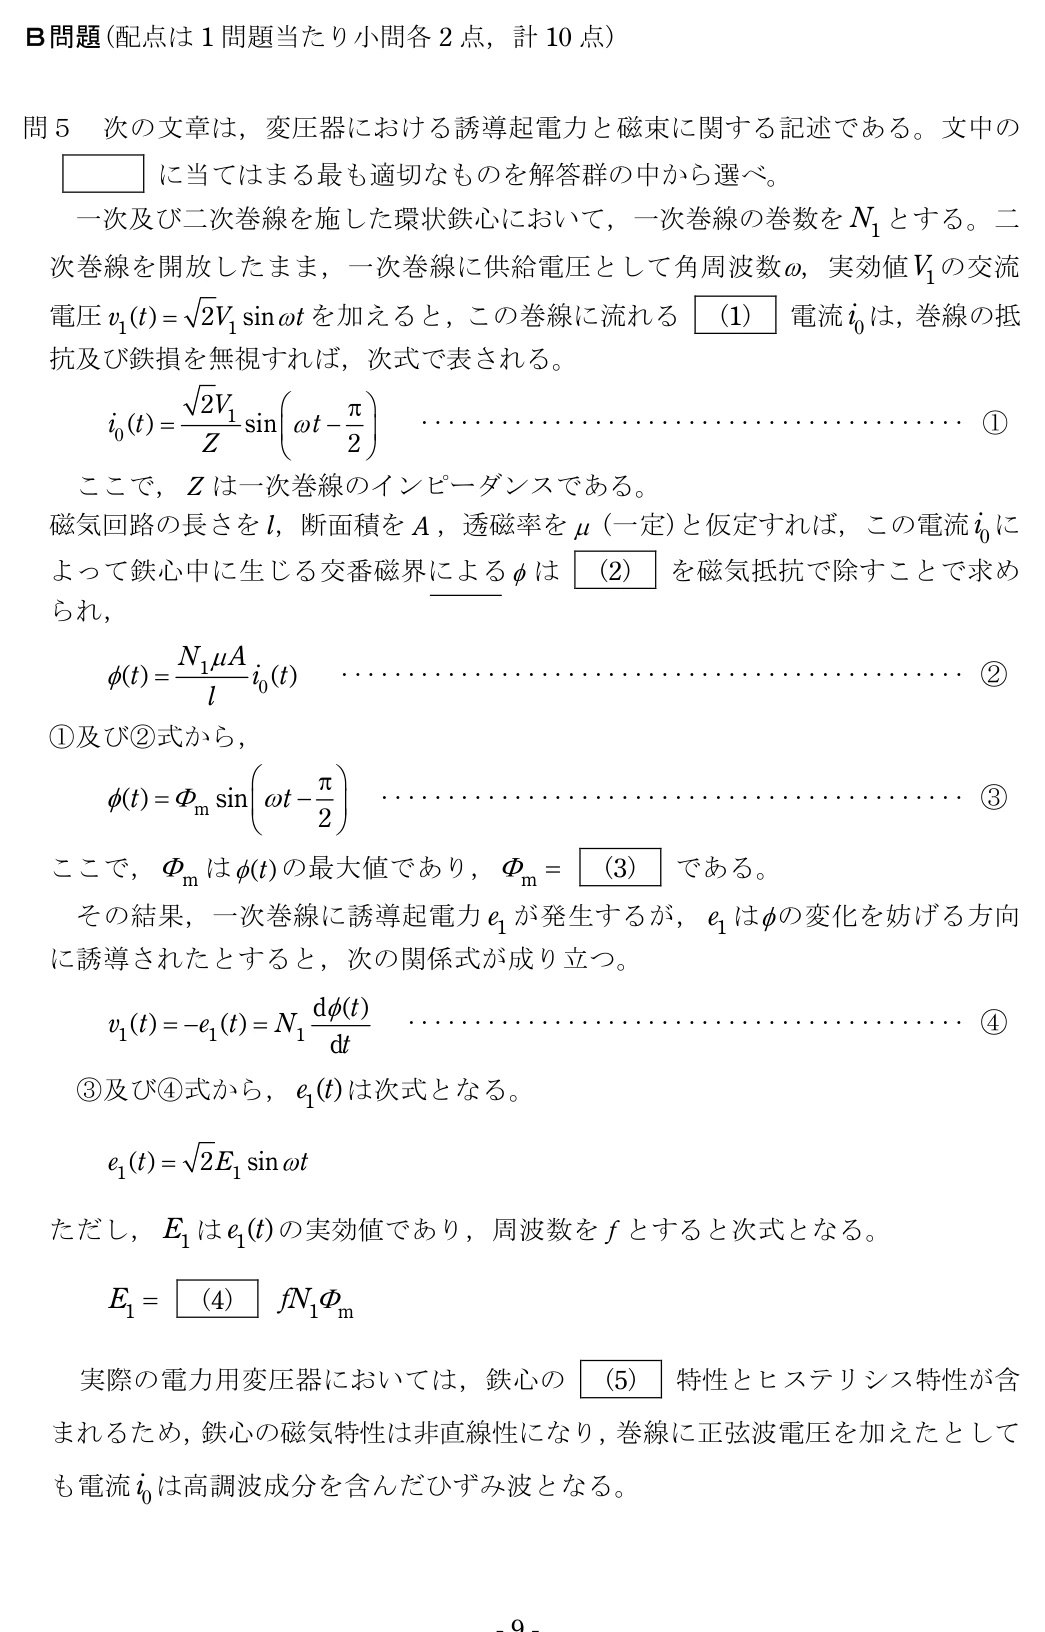 B問題(配点は1問題当たり小問各2点，計10点)
問5　次の文章は，変圧器における誘導起電力と磁束に関する記述である。文中の
　　　に当てはまる最も適切なものを解答群の中から選べ。
一次及び二次巻線を施した環状鉄心において，一次巻線の巻数をN₁とする。二
次巻線を開放したまま，一次巻線に供給電圧として角周波数ω，実効値V₁の交流
電圧v₁(t)=√2V₁sinωtを加えると，この巻線に流れる (1) 電流i₀は，巻線の抵
抗及び鉄損を無視すれば，次式で表される。
i₀(t)=√2V₁/Z sin(ωt−π/2) ········································ ①
ここで，Zは一次巻線のインピーダンスである。
磁気回路の長さをl，断面積をA，透磁率をμ（一定）と仮定すれば，この電流i₀に
よって鉄心中に生じる交番磁界によるϕは (2) を磁気抵抗で除すことで求め
られ，
ϕ(t)=N₁μA/l i₀(t) ·············································· ②
①及び②式から，
ϕ(t)=Φm sin(ωt−π/2) ··········································· ③
ここで，Φmはϕ(t)の最大値であり，Φm= (3) である。
その結果，一次巻線に誘導起電力e₁が発生するが，e₁はϕの変化を妨げる方向
に誘導されたとすると，次の関係式が成り立つ。
v₁(t)=−e₁(t)=N₁ dϕ(t)/dt ········································· ④
③及び④式から，e₁(t)は次式となる。
e₁(t)=√2E₁sinωt
ただし，E₁はe₁(t)の実効値であり，周波数をfとすると次式となる。
E₁= (4) fN₁Φm
実際の電力用変圧器においては，鉄心の (5) 特性とヒステリシス特性が含
まれるため，鉄心の磁気特性は非直線性になり，巻線に正弦波電圧を加えたとして
も電流i₀は高調波成分を含んだひずみ波となる。
- 9 -